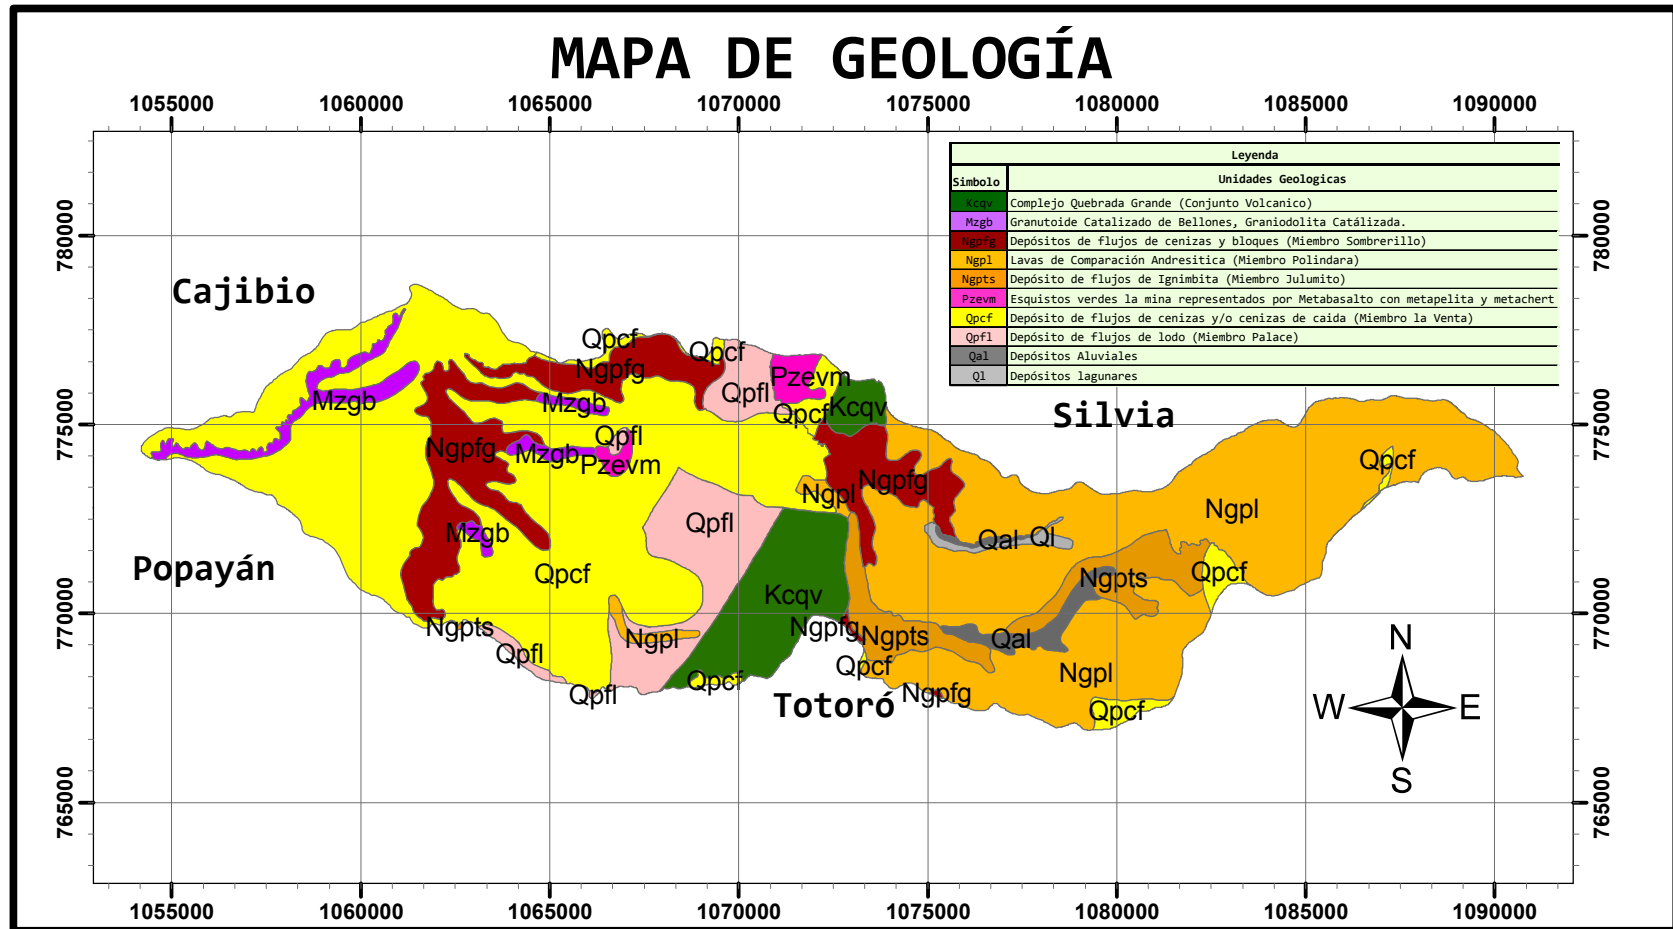 MAPA DE GEOLOGÍA
1055000 1060000 1065000 1070000 1075000 1080000 1085000 1090000
Leyenda
Simbolo Unidades Geologicas
Kcqv Complejo Quebrada Grande (Conjunto Volcanico)
Mzgb Granutoide Catalizado de Bellones, Graniodolita Catálizada.
Ngpfg Depósitos de flujos de cenizas y bloques (Miembro Sombrerillo)
Ngpl Lavas de Comparación Andresitica (Miembro Polindara)
Ngpts Depósito de flujos de Ignimbita (Miembro Julumito)
Pzevm Esquistos verdes la mina representados por Metabasalto con metapelita y metachert
Qpcf Depósito de flujos de cenizas y/o cenizas de caida (Miembro la Venta)
Qpfl Depósito de flujos de lodo (Miembro Palace)
Qal Depósitos Aluviales
Ql Depósitos lagunares
780000 780000
Cajibio
Qpcf Qpcf
Ngpfg Pzevm
Qpfl
Mzgb Mzgb Qpcf Kcqv Silvia
775000 775000
Qpfl
Ngpfg Mzgb Pzevm Qpcf
Ngpfg
Ngpl
Ngpl
Qpfl
Mzgb Qal Ql
Popayán Qpcf Qpcf
Ngpts
Kcqv
770000 770000
Ngpts Ngpfg Ngpts Qal
Ngpl
Qpfl Qpcf
Ngpl
Qpcf
Qpfl Ngpfg
Totoró Qpcf
N
W E
S
765000 765000
1055000 1060000 1065000 1070000 1075000 1080000 1085000 1090000